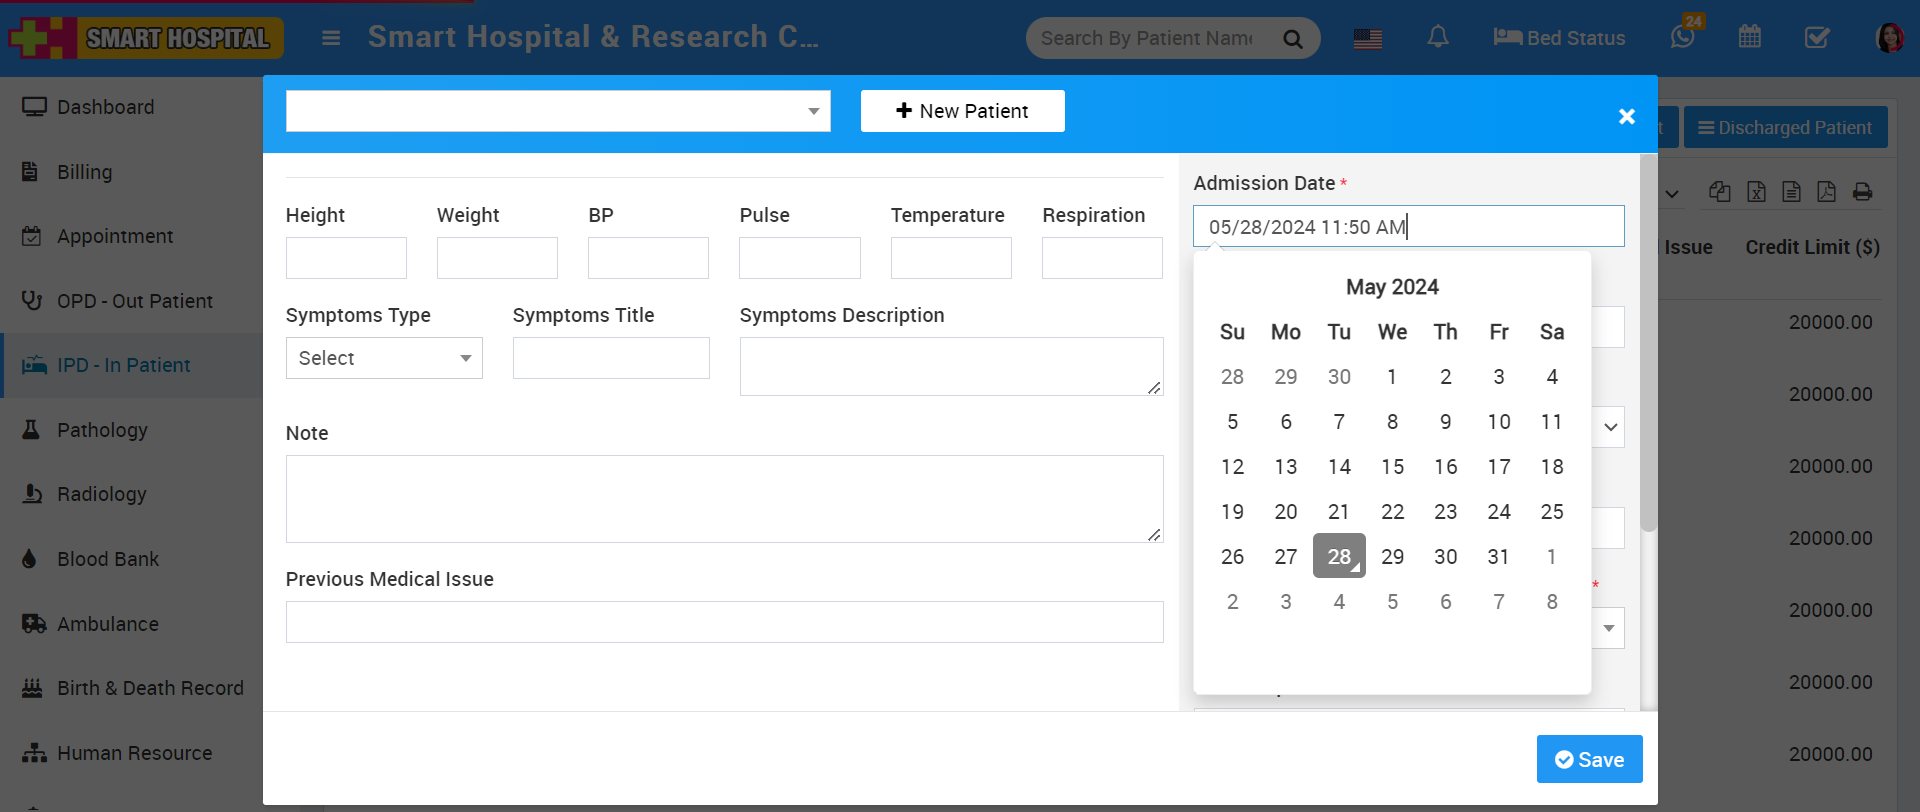 SMART HOSPITAL
Smart Hospital & Research C...
Search By Patient Name
Bed Status
24
Dashboard
Billing
Appointment
OPD - Out Patient
IPD - In Patient
Pathology
Radiology
Blood Bank
Ambulance
Birth & Death Record
Human Resource
New Patient
×
Discharged Patient
Height
Weight
BP
Pulse
Temperature
Respiration
Symptoms Type
Symptoms Title
Symptoms Description
Select
Note
Previous Medical Issue
Admission Date *
05/28/2024 11:50 AM
May 2024
Su Mo Tu We Th Fr Sa
28 29 30 1 2 3 4
5 6 7 8 9 10 11
12 13 14 15 16 17 18
19 20 21 22 23 24 25
26 27 28 29 30 31 1
2 3 4 5 6 7 8
*
Save
Issue
Credit Limit ($)
20000.00
20000.00
20000.00
20000.00
20000.00
20000.00
20000.00